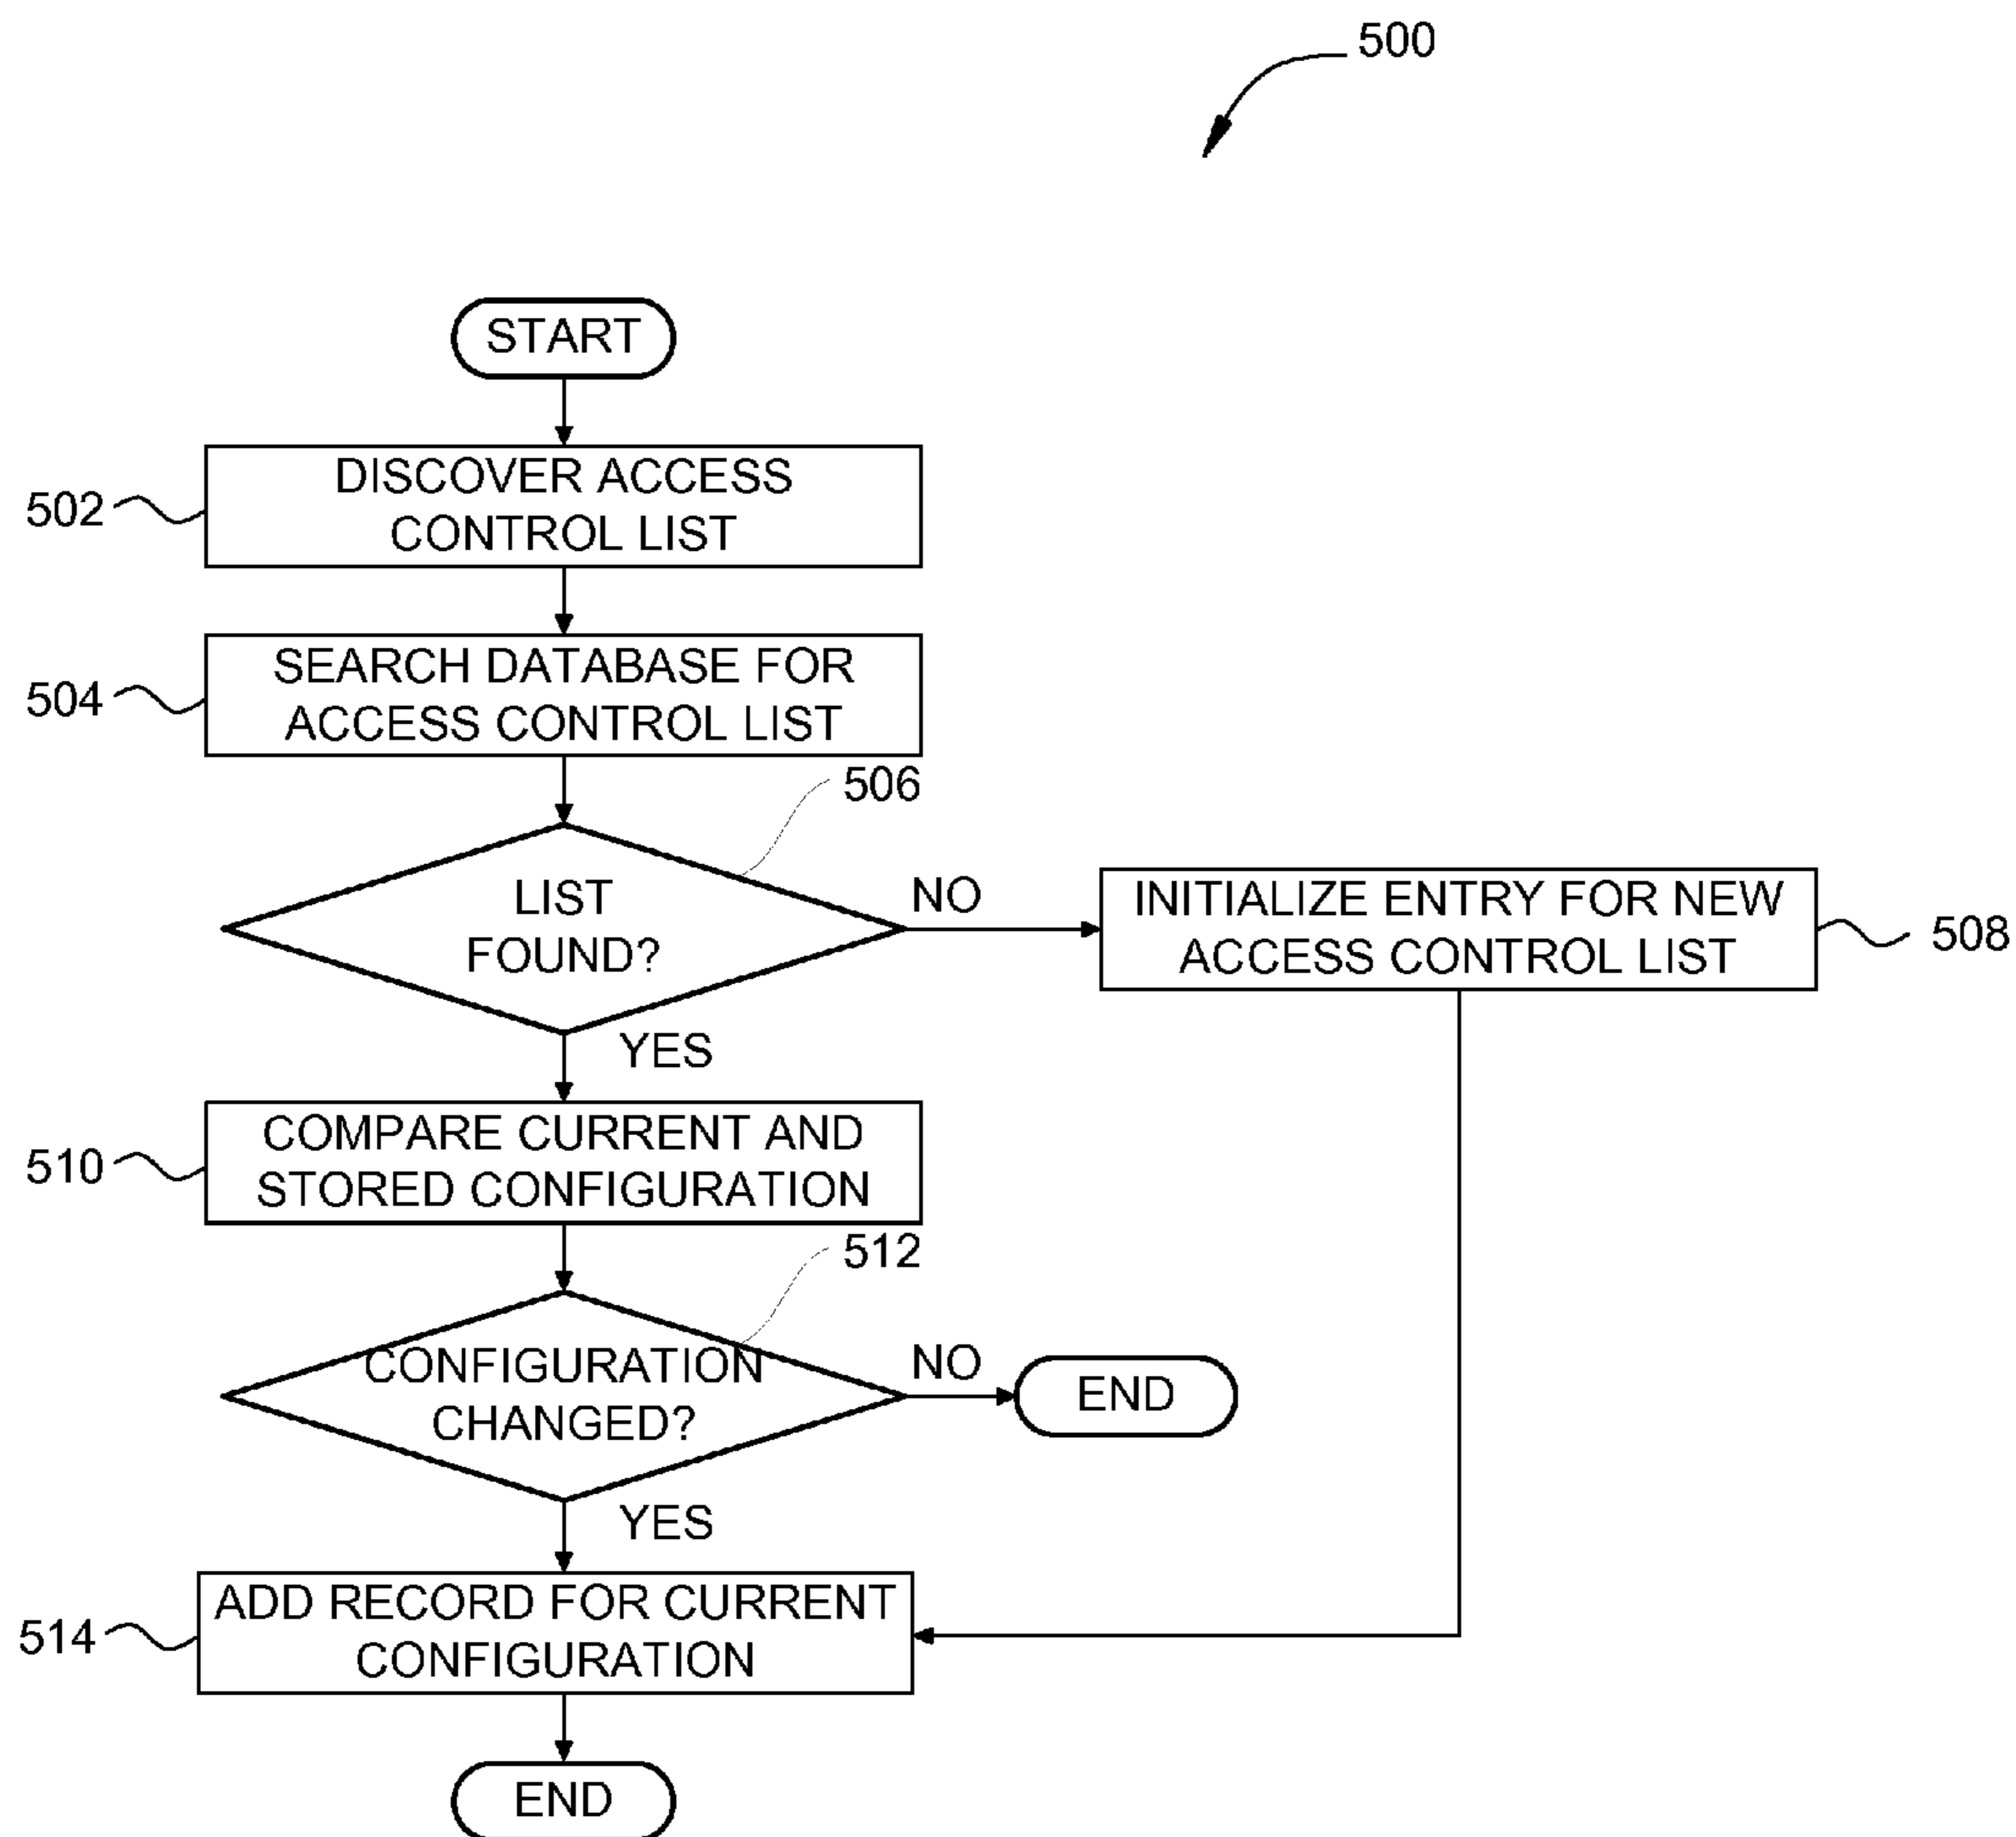 500
START
502
DISCOVER ACCESS
CONTROL LIST
504
SEARCH DATABASE FOR
ACCESS CONTROL LIST
506
LIST
FOUND?
NO
INITIALIZE ENTRY FOR NEW
ACCESS CONTROL LIST
508
YES
510
COMPARE CURRENT AND
STORED CONFIGURATION
512
CONFIGURATION
CHANGED?
NO
END
YES
514
ADD RECORD FOR CURRENT
CONFIGURATION
END